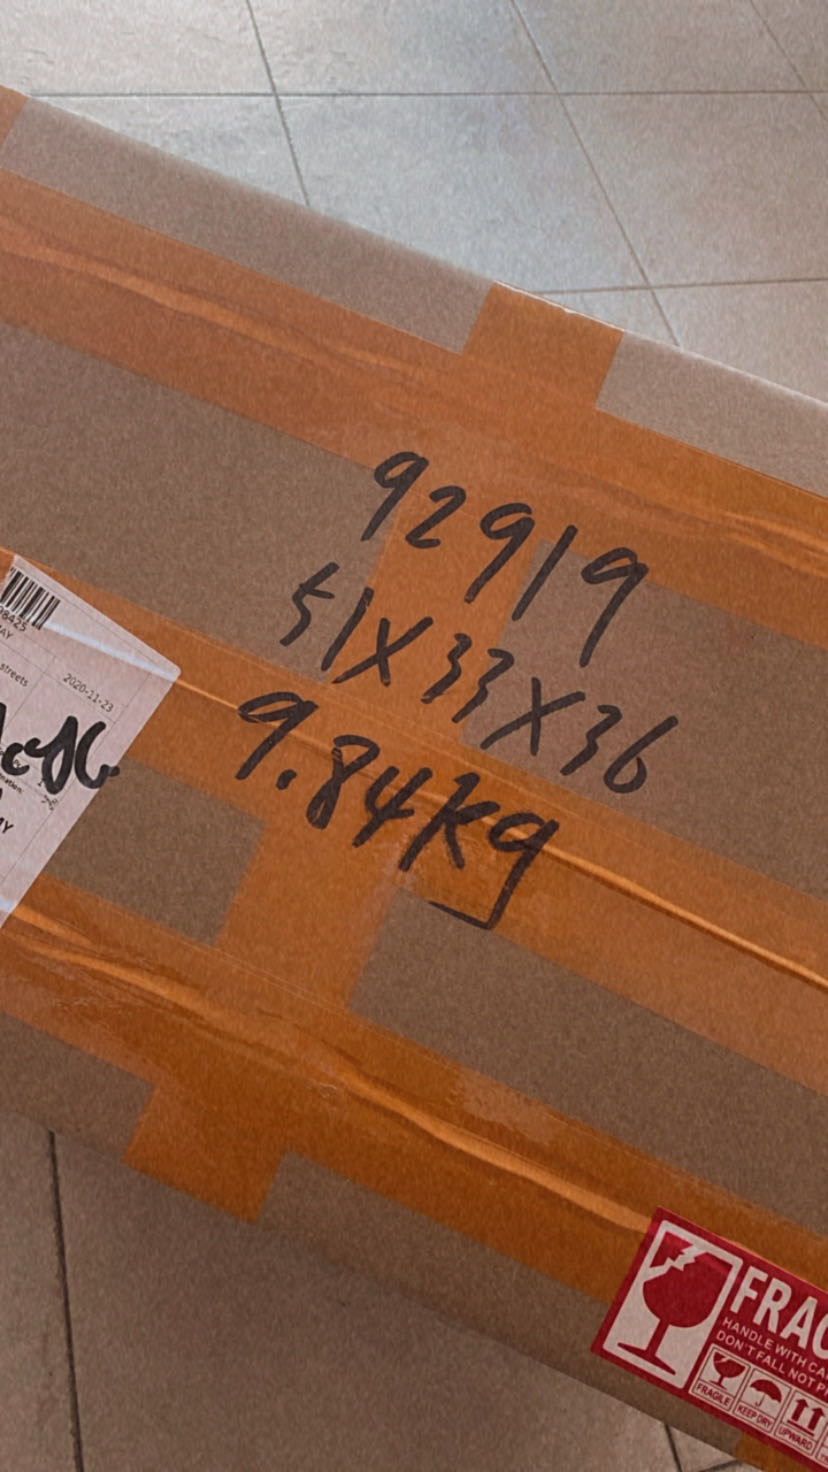 92919
51X33X36
9.84kg
98425
streets
2020-11-23
FRAG
HANDLE WITH CA
DON'T FALL NOT P
FRAGILE
KEEP DRY
UPWARD